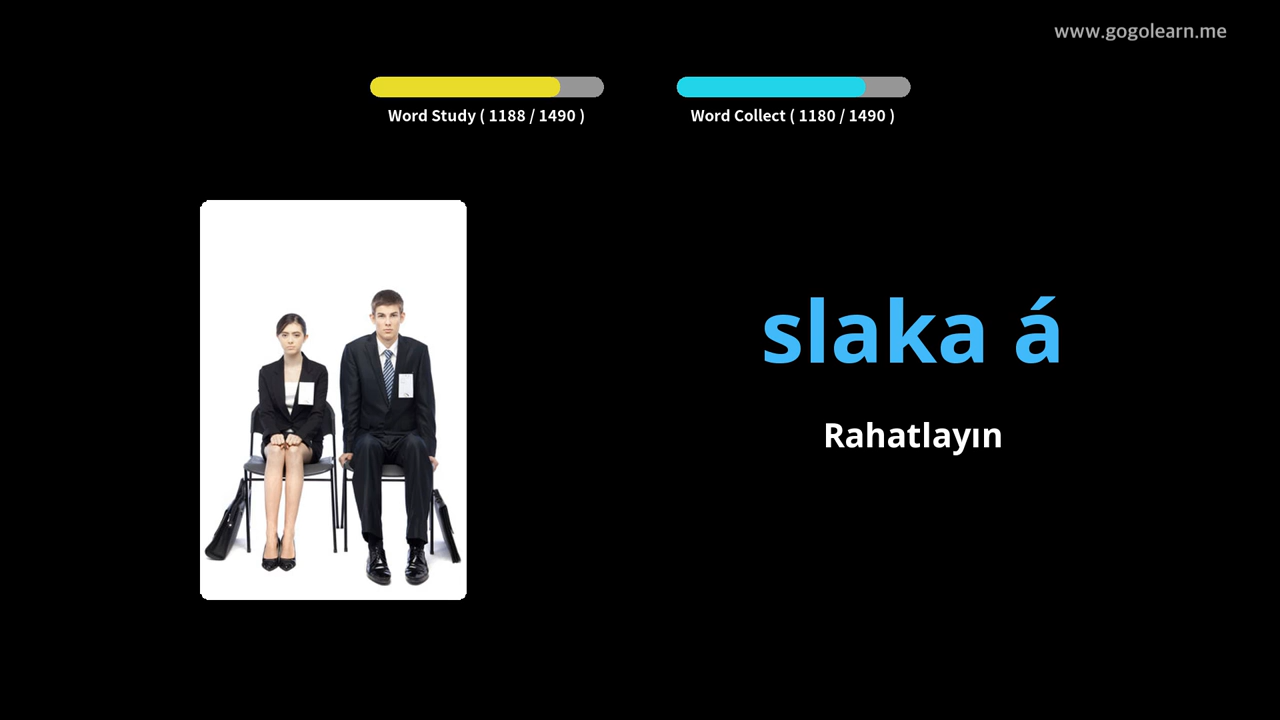 www.gogolearn.me
Word Study ( 1188 / 1490 )
Word Collect ( 1180 / 1490 )
slaka á
Rahatlayın